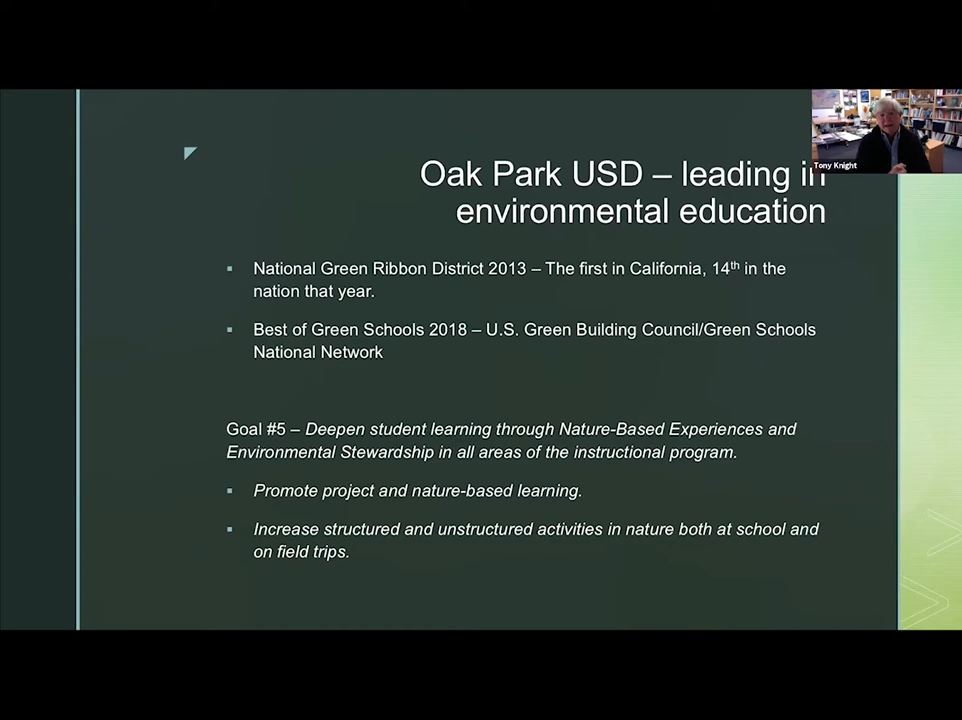 Tony Knight
Oak Park USD – leading in
environmental education
▪ National Green Ribbon District 2013 – The first in California, 14th in the
nation that year.
▪ Best of Green Schools 2018 – U.S. Green Building Council/Green Schools
National Network
Goal #5 – Deepen student learning through Nature-Based Experiences and
Environmental Stewardship in all areas of the instructional program.
▪ Promote project and nature-based learning.
▪ Increase structured and unstructured activities in nature both at school and
on field trips.